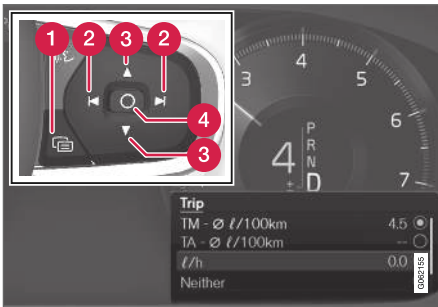 1
2
3
2
4
3
3
4
5
6
7
4
P
R
N
±
D
Trip
TM - Ø ℓ/100km 4.5
TA - Ø ℓ/100km --
ℓ/h 0.0
Neither
G062155